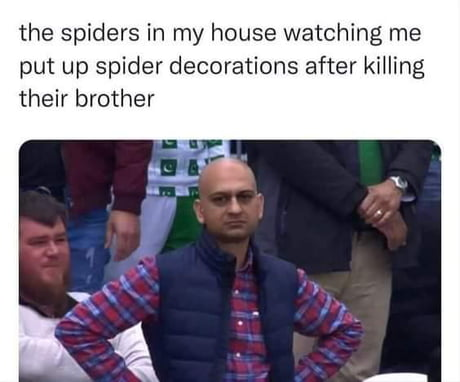 the spiders in my house watching me
put up spider decorations after killing
their brother